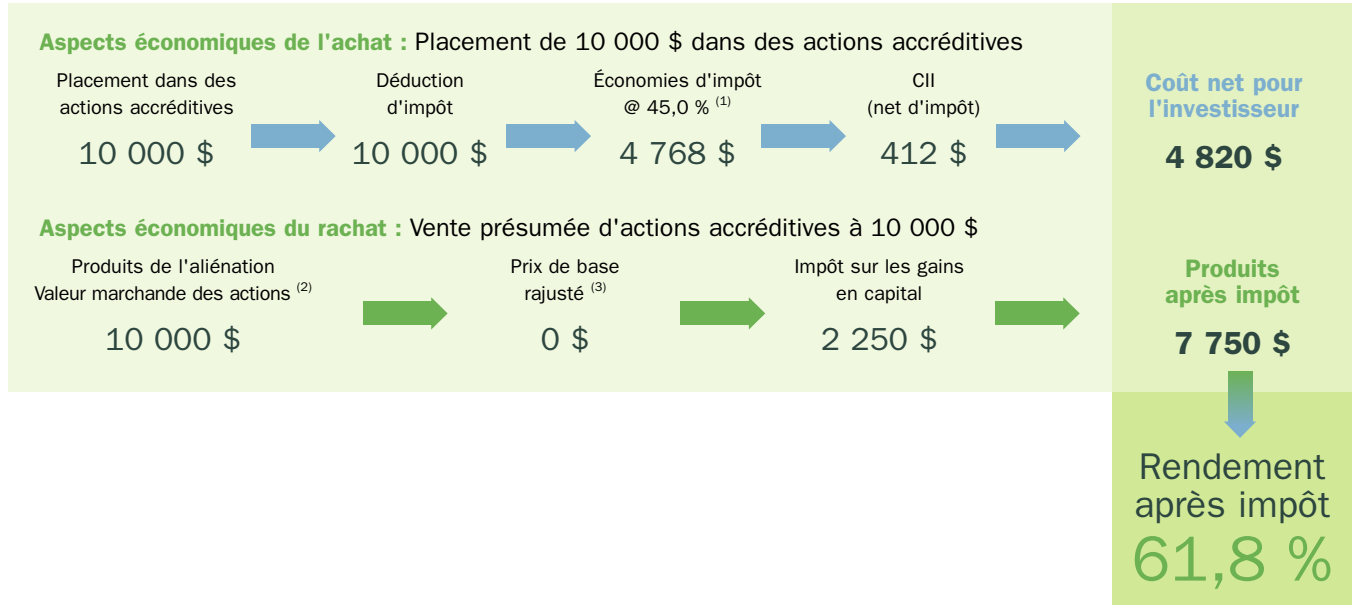 Aspects économiques de l'achat : Placement de 10 000 $ dans des actions accréditives
Placement dans des
actions accréditives
10 000 $
Déduction
d'impôt
10 000 $
Économies d'impôt
@ 45,0 % (1)
4 768 $
CII
(net d'impôt)
412 $
Coût net pour
l'investisseur
4 820 $
Aspects économiques du rachat : Vente présumée d'actions accréditives à 10 000 $
Produits de l'aliénation
Valeur marchande des actions (2)
10 000 $
Prix de base
rajusté (3)
0 $
Impôt sur les gains
en capital
2 250 $
Produits
après impôt
7 750 $
Rendement
après impôt
61,8 %